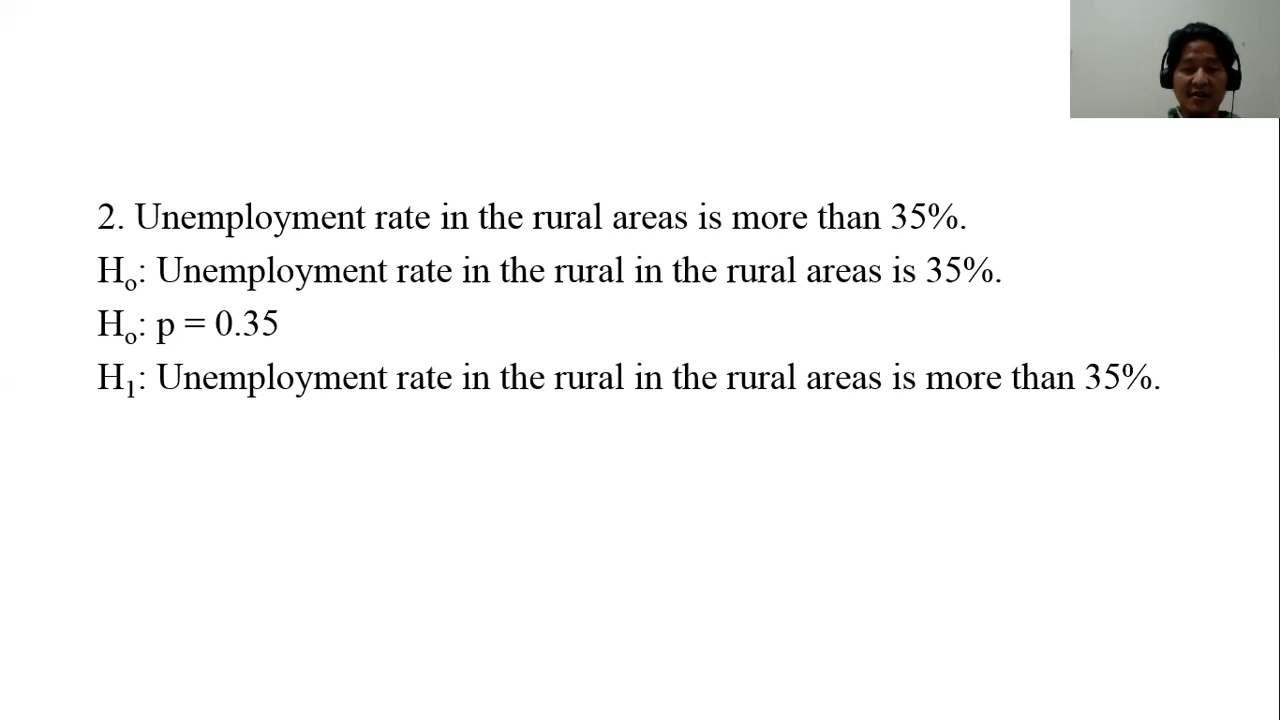 2. Unemployment rate in the rural areas is more than 35%.
Ho: Unemployment rate in the rural in the rural areas is 35%.
Ho: p = 0.35
H1: Unemployment rate in the rural in the rural areas is more than 35%.